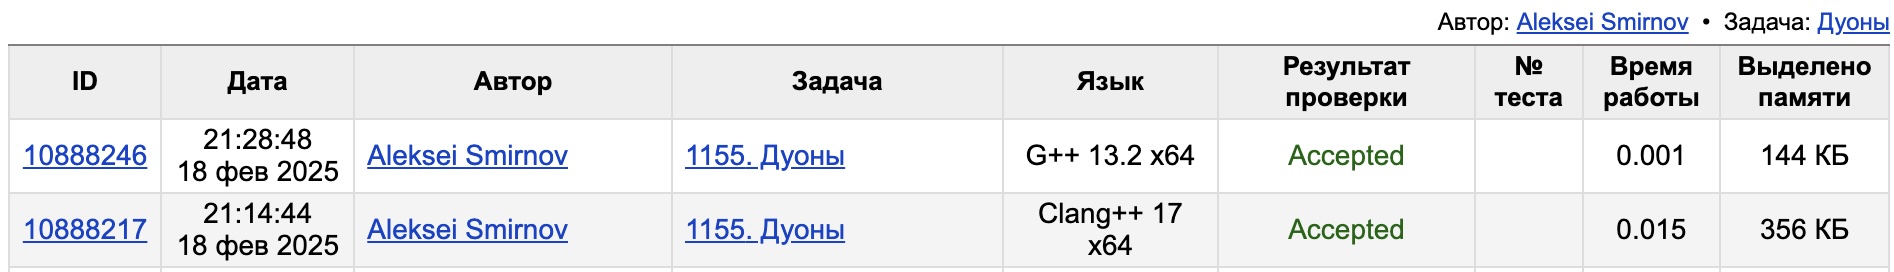 Автор: Aleksei Smirnov • Задача: Дуоны
ID Дата Автор Задача Язык Результат проверки № теста Время работы Выделено памяти
10888246 21:28:48 18 фев 2025 Aleksei Smirnov 1155. Дуоны G++ 13.2 x64 Accepted 0.001 144 КБ
10888217 21:14:44 18 фев 2025 Aleksei Smirnov 1155. Дуоны Clang++ 17 x64 Accepted 0.015 356 КБ